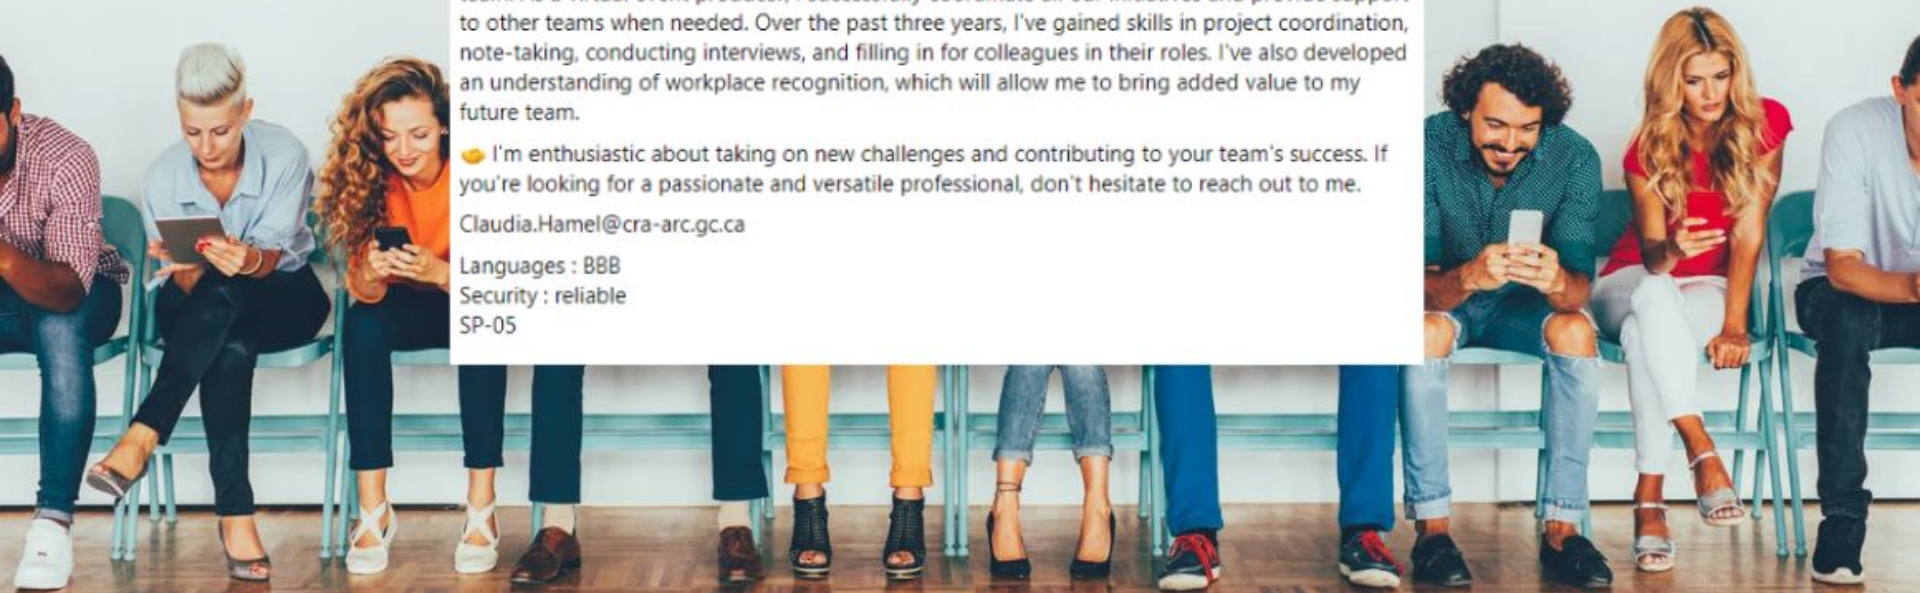 to other teams when needed. Over the past three years, I've gained skills in project coordination,
note-taking, conducting interviews, and filling in for colleagues in their roles. I've also developed
an understanding of workplace recognition, which will allow me to bring added value to my
future team.
🤝 I'm enthusiastic about taking on new challenges and contributing to your team's success. If
you're looking for a passionate and versatile professional, don't hesitate to reach out to me.
Claudia.Hamel@cra-arc.gc.ca
Languages : BBB
Security : reliable
SP-05